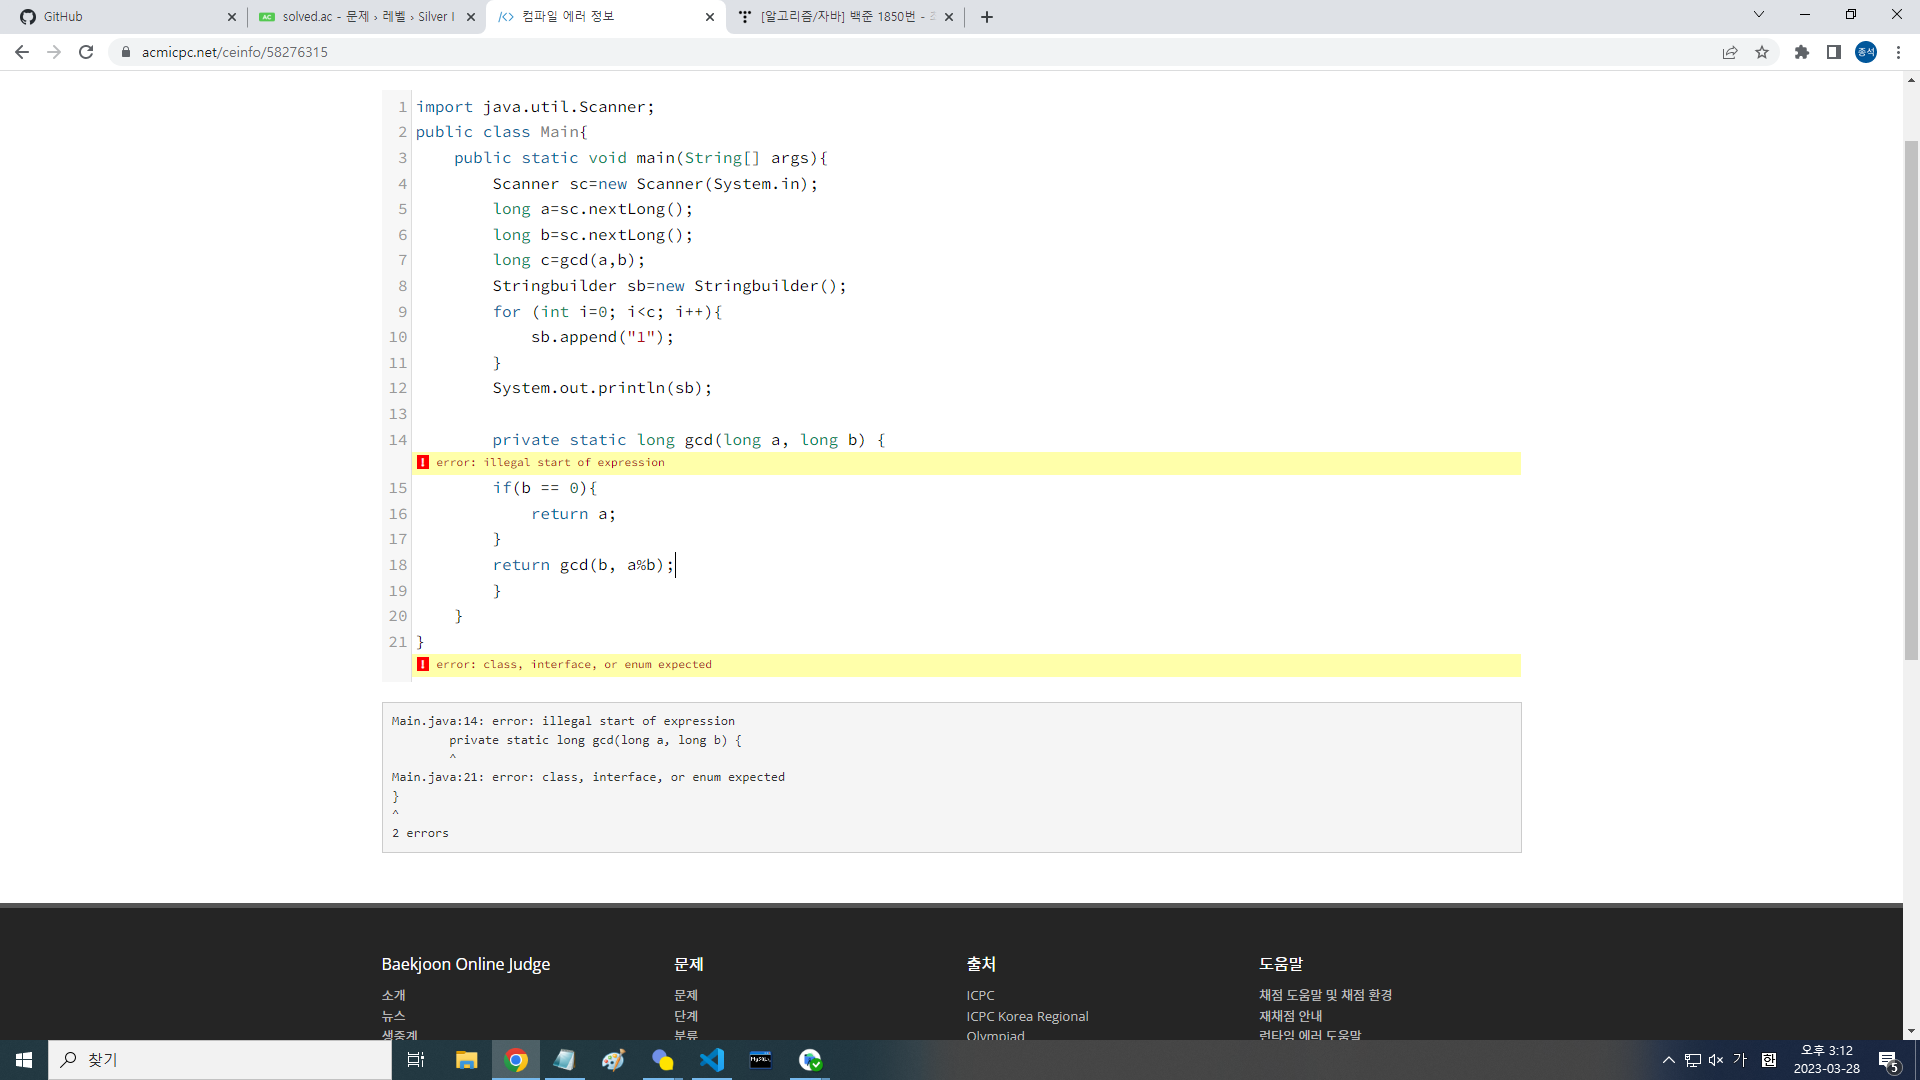 GitHub
solved.ac - 문제 › 레벨 › Silver I
컴파일 에러 정보
[알고리즘/자바] 백준 1850번 -
acmicpc.net/ceinfo/58276315
종석
1 import java.util.Scanner;
2 public class Main{
3 public static void main(String[] args){
4 Scanner sc=new Scanner(System.in);
5 long a=sc.nextLong();
6 long b=sc.nextLong();
7 long c=gcd(a,b);
8 Stringbuilder sb=new Stringbuilder();
9 for (int i=0; i<c; i++){
10 sb.append("1");
11 }
12 System.out.println(sb);
13
14 private static long gcd(long a, long b) {
error: illegal start of expression
15 if(b == 0){
16 return a;
17 }
18 return gcd(b, a%b);
19 }
20 }
21 }
error: class, interface, or enum expected
Main.java:14: error: illegal start of expression
private static long gcd(long a, long b) {
^
Main.java:21: error: class, interface, or enum expected
}
^
2 errors
Baekjoon Online Judge
문제
출처
도움말
소개
문제
ICPC
채점 도움말 및 채점 환경
뉴스
단계
ICPC Korea Regional
재채점 안내
생중계
분류
Olympiad
런타임 에러 도움말
찾기
가
오후 3:12
2023-03-28
5